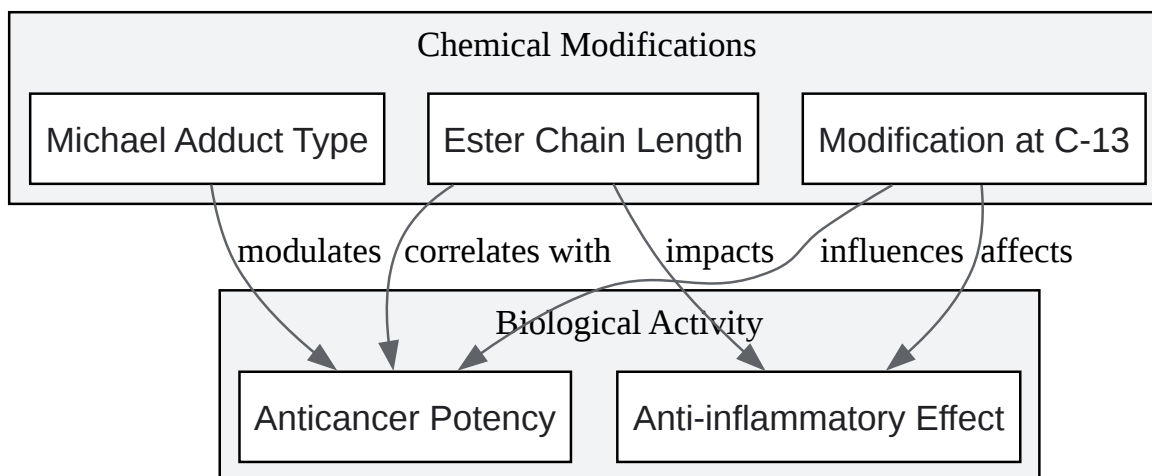 Chemical Modifications
Michael Adduct Type
Ester Chain Length
Modification at C-13
modulates
correlates with
impacts
influences
affects
Biological Activity
Anticancer Potency
Anti-inflammatory Effect